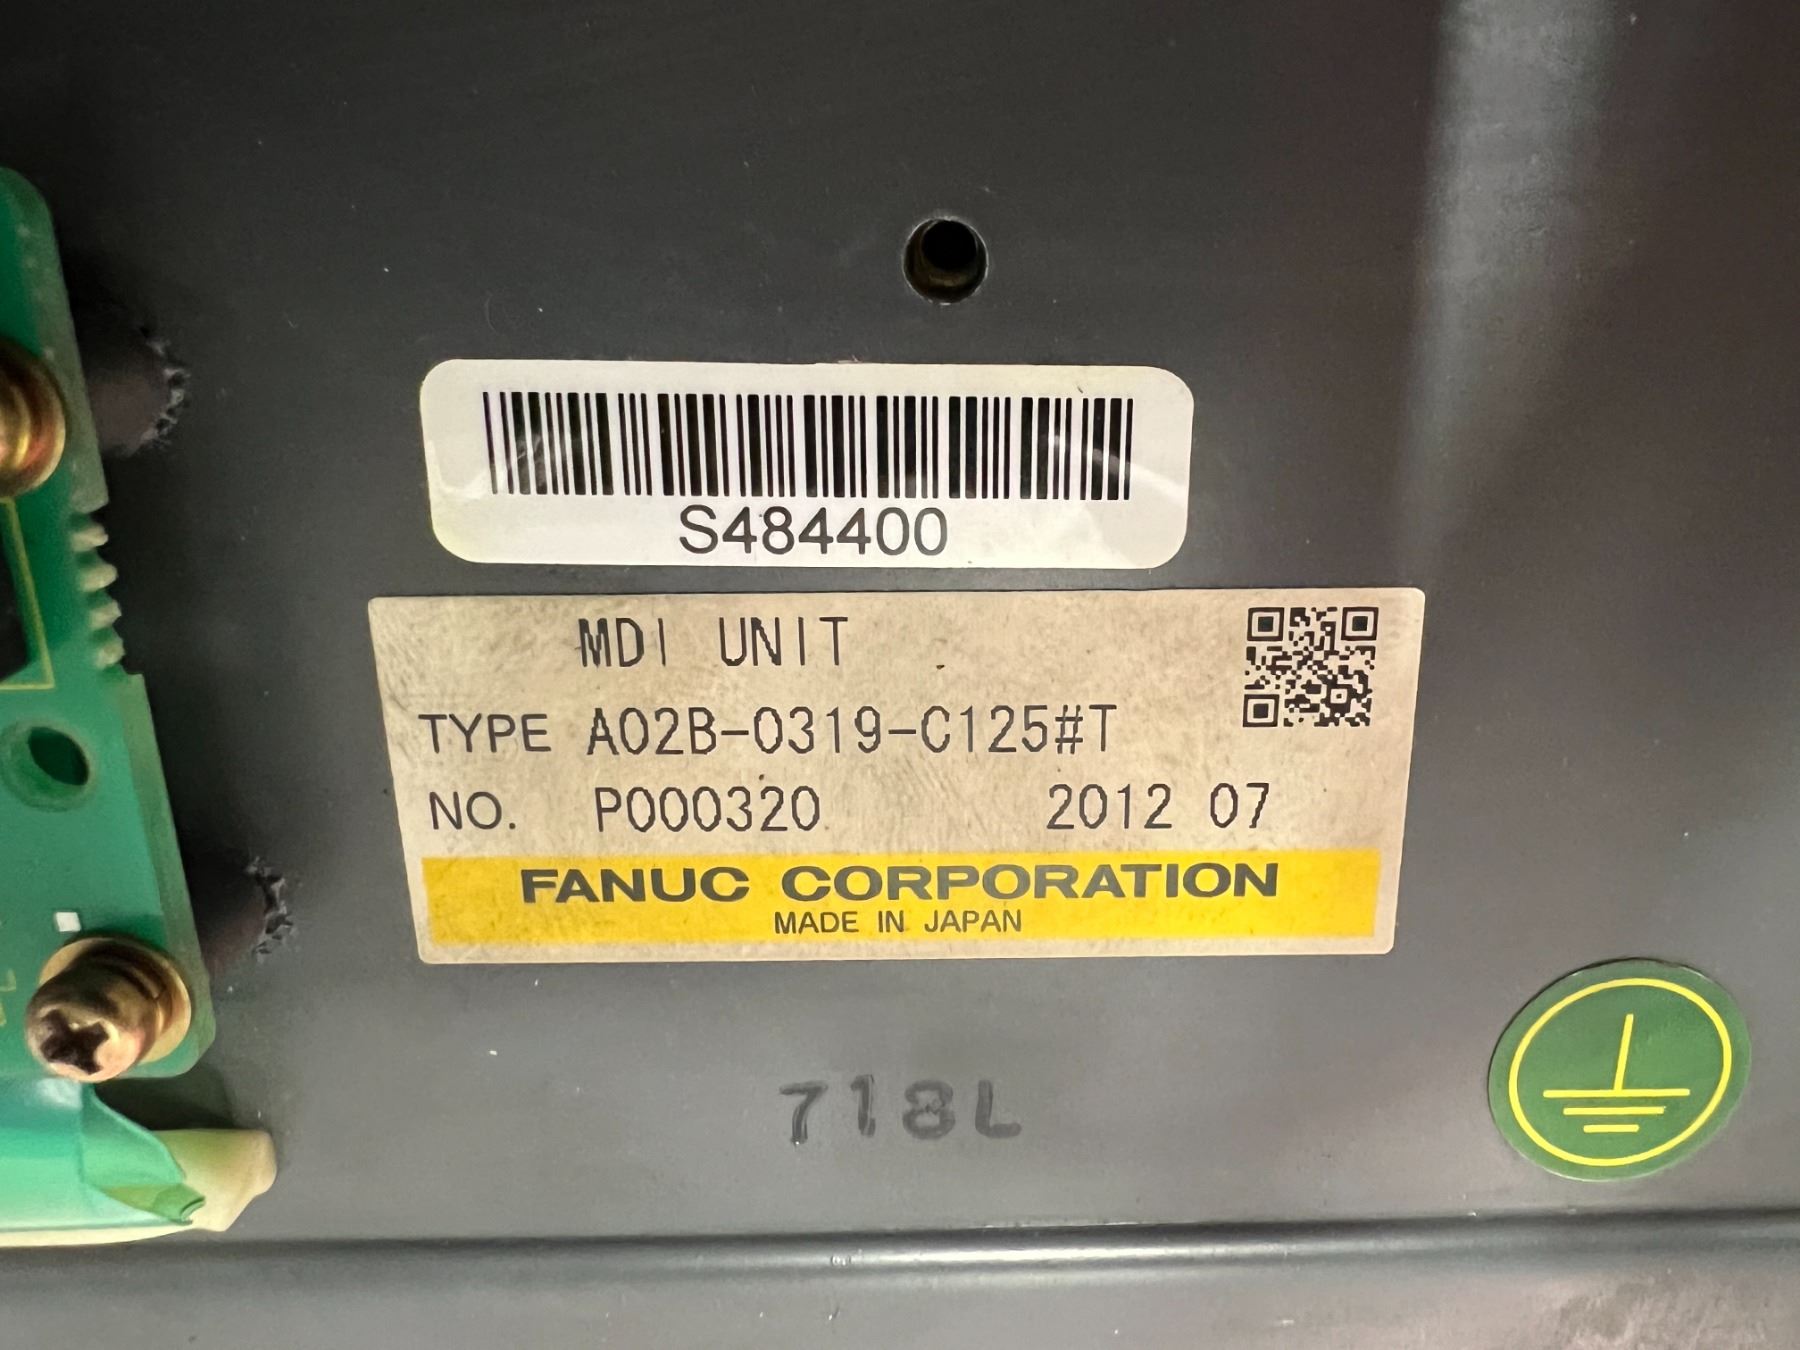 S484400
MDI UNIT
TYPE A02B-0319-C125#T
NO. P000320 2012 07
FANUC CORPORATION
MADE IN JAPAN
718L